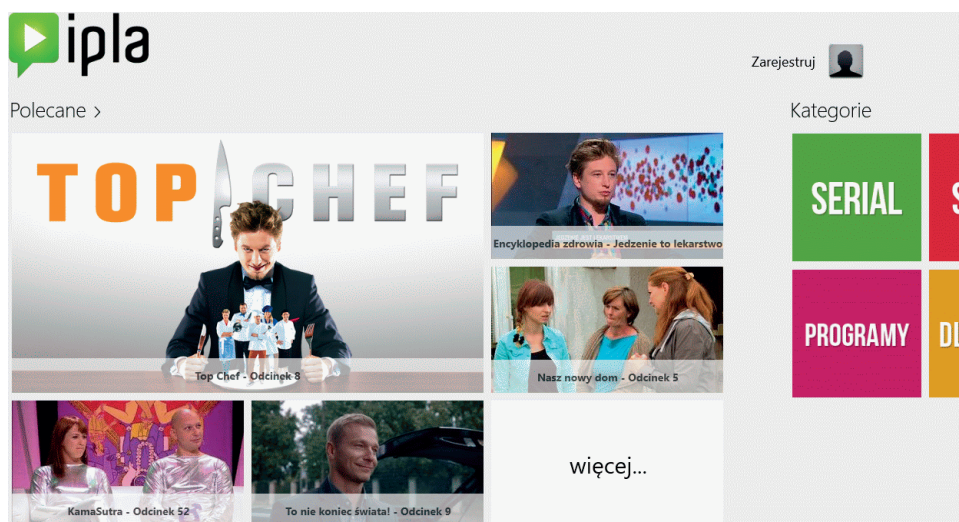 ipla
Zarejestruj
Polecane >
Kategorie
TOP CHEF
Top Chef - Odcinek 8
Encyklopedia zdrowia - Jedzenie to lekarstwo
Nasz nowy dom - Odcinek 5
KamaSutra - Odcinek 52
To nie koniec świata! - Odcinek 9
więcej...
SERIAL
S
PROGRAMY
DL